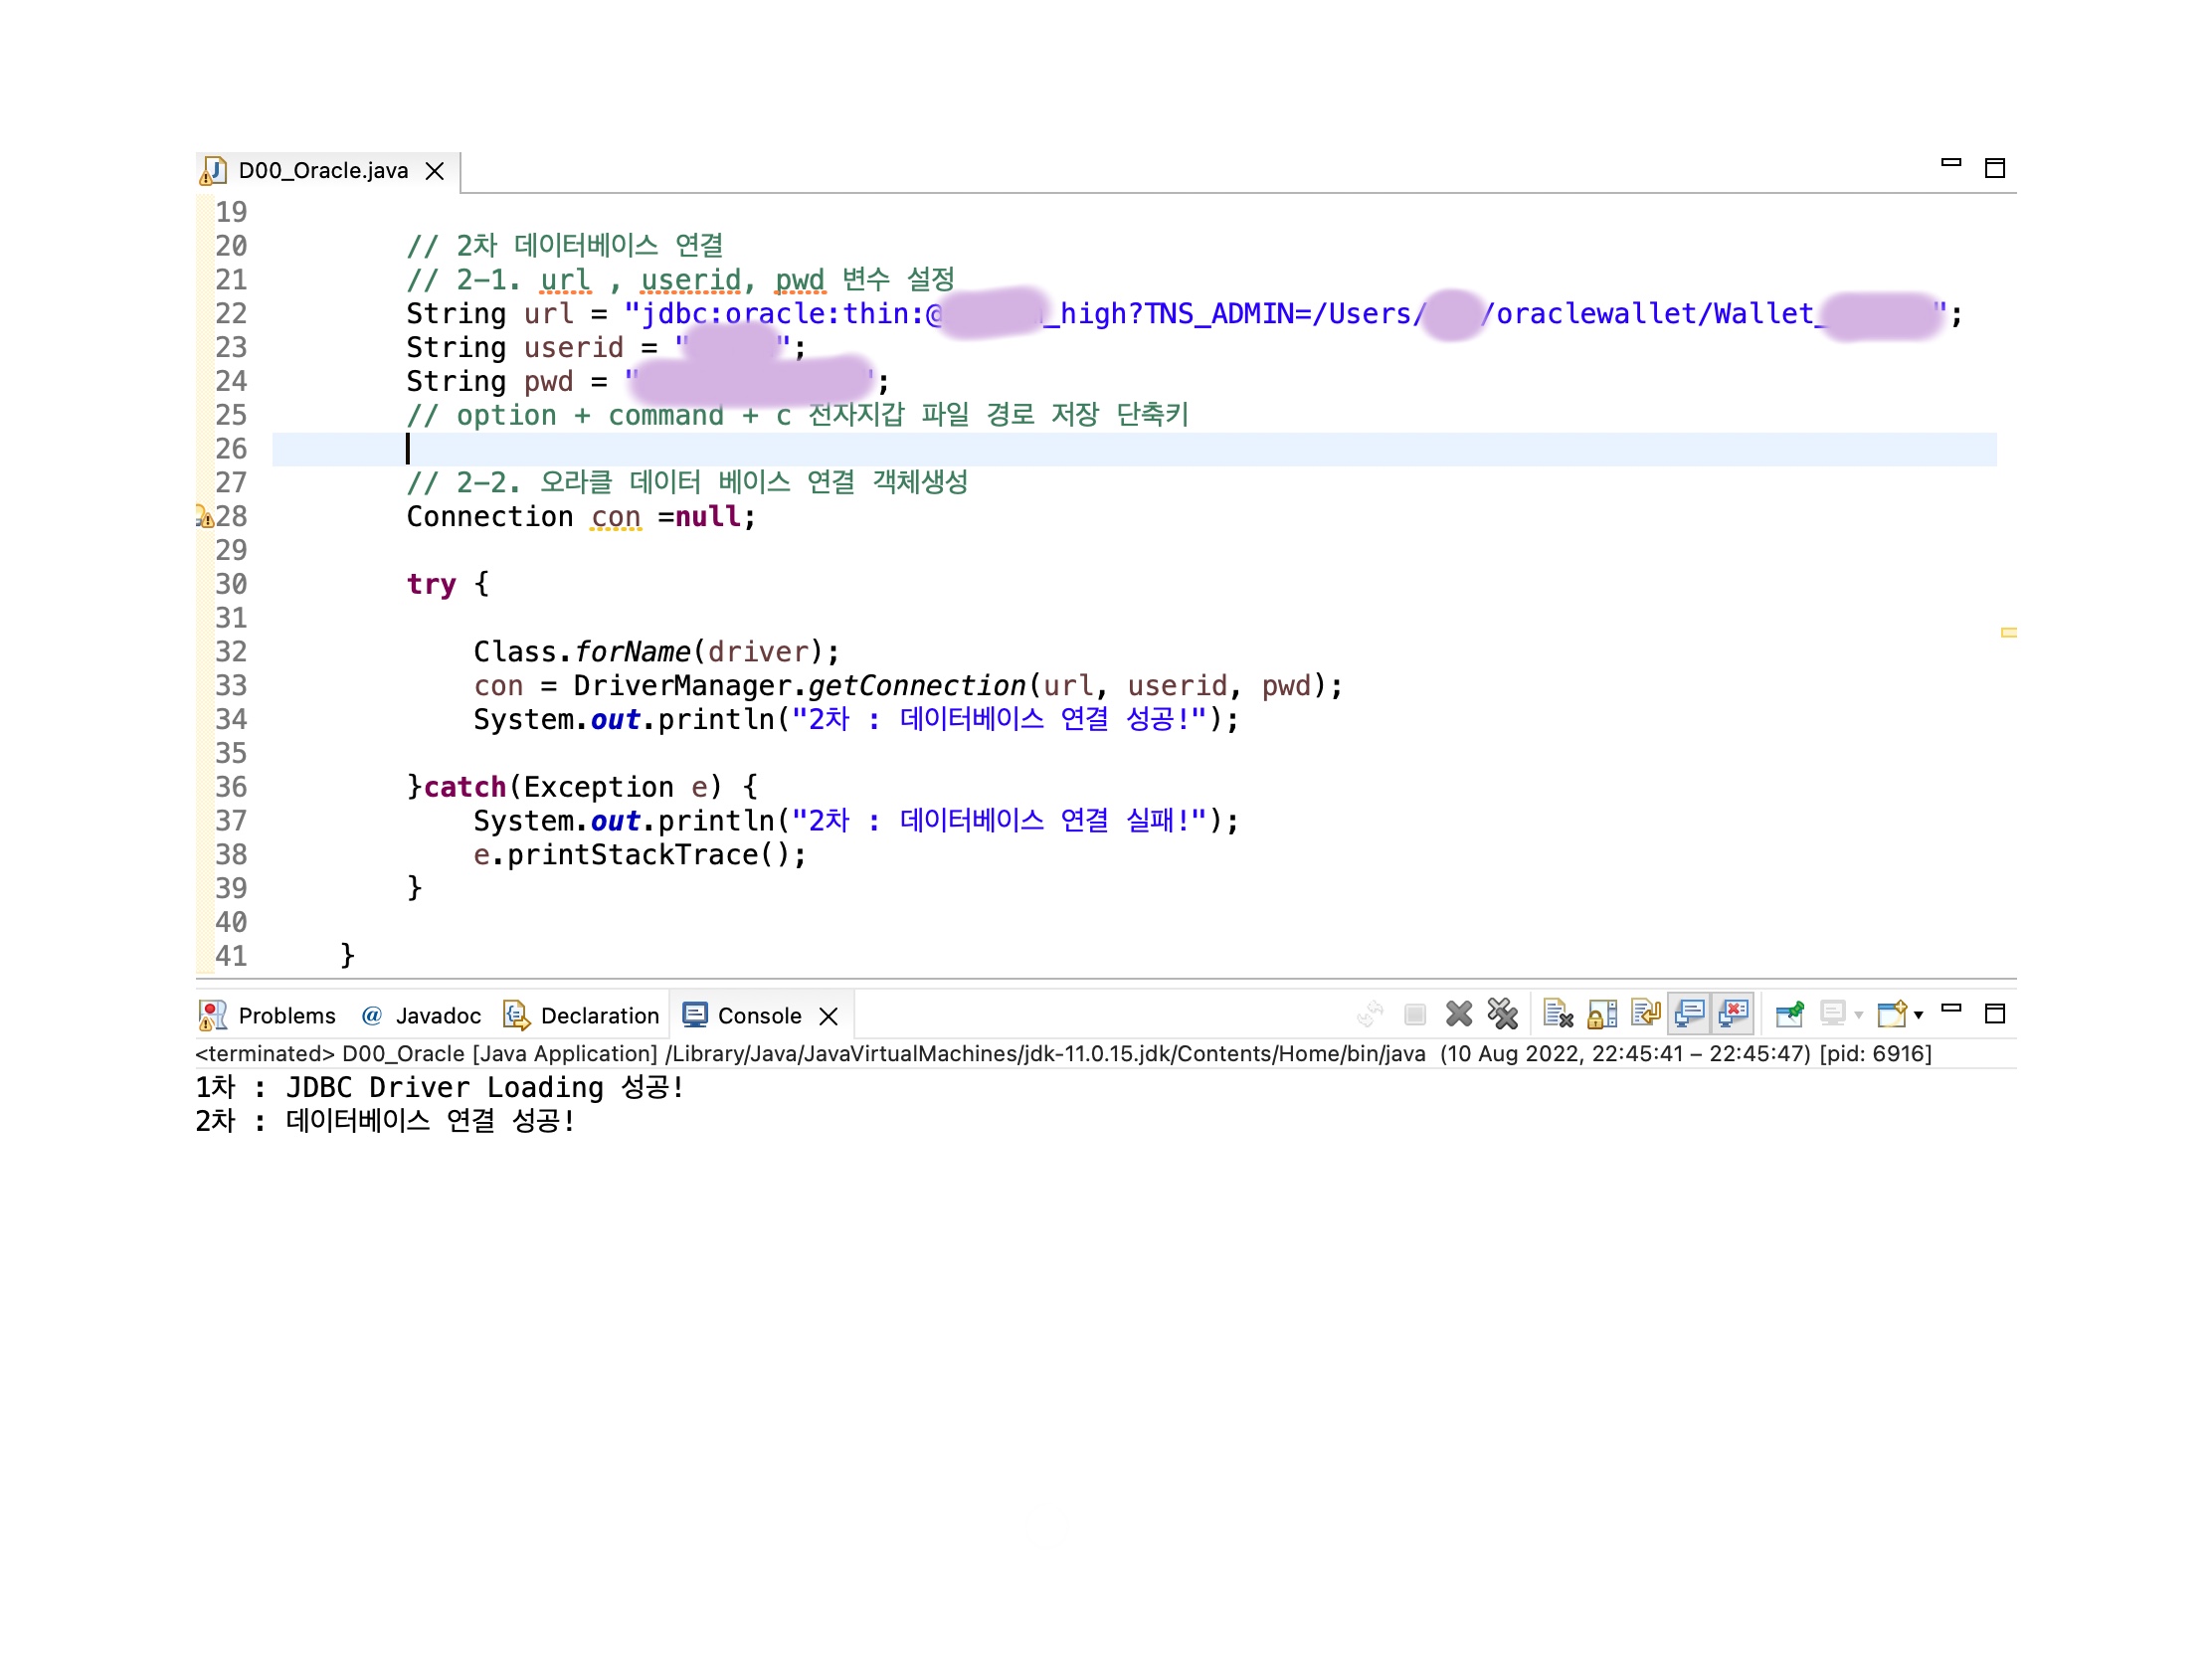 D00_Oracle.java
19
20 // 2차 데이터베이스 연결
21 // 2-1. url , userid, pwd 변수 설정
22 String url = "jdbc:oracle:thin:@ _high?TNS_ADMIN=/Users/ /oraclewallet/Wallet_ ";
23 String userid = " ";
24 String pwd = " ";
25 // option + command + c 전자지갑 파일 경로 저장 단축키
26
27 // 2-2. 오라클 데이터 베이스 연결 객체생성
28 Connection con =null;
29
30 try {
31
32 Class.forName(driver);
33 con = DriverManager.getConnection(url, userid, pwd);
34 System.out.println("2차 : 데이터베이스 연결 성공!");
35
36 }catch(Exception e) {
37 System.out.println("2차 : 데이터베이스 연결 실패!");
38 e.printStackTrace();
39 }
40
41 }
Problems @ Javadoc Declaration Console
<terminated> D00_Oracle [Java Application] /Library/Java/JavaVirtualMachines/jdk-11.0.15.jdk/Contents/Home/bin/java (10 Aug 2022, 22:45:41 – 22:45:47) [pid: 6916]
1차 : JDBC Driver Loading 성공!
2차 : 데이터베이스 연결 성공!